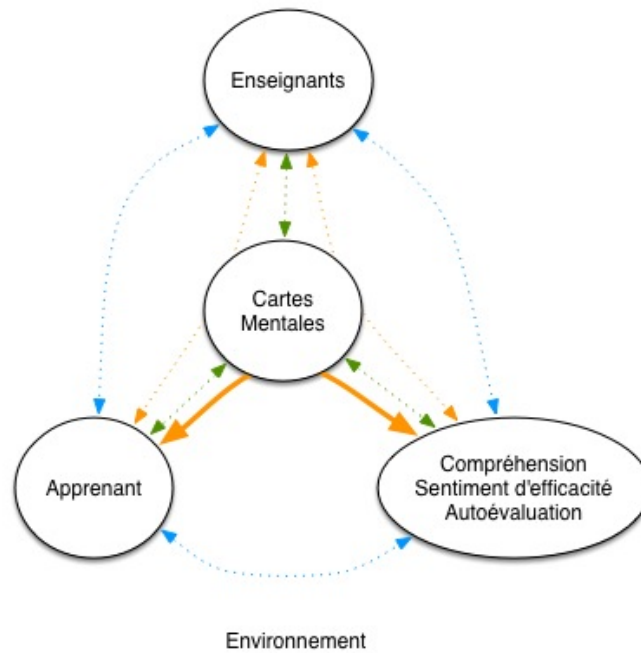 Enseignants
Cartes
Mentales
Apprenant
Compréhension
Sentiment d'efficacité
Autoévaluation
Environnement